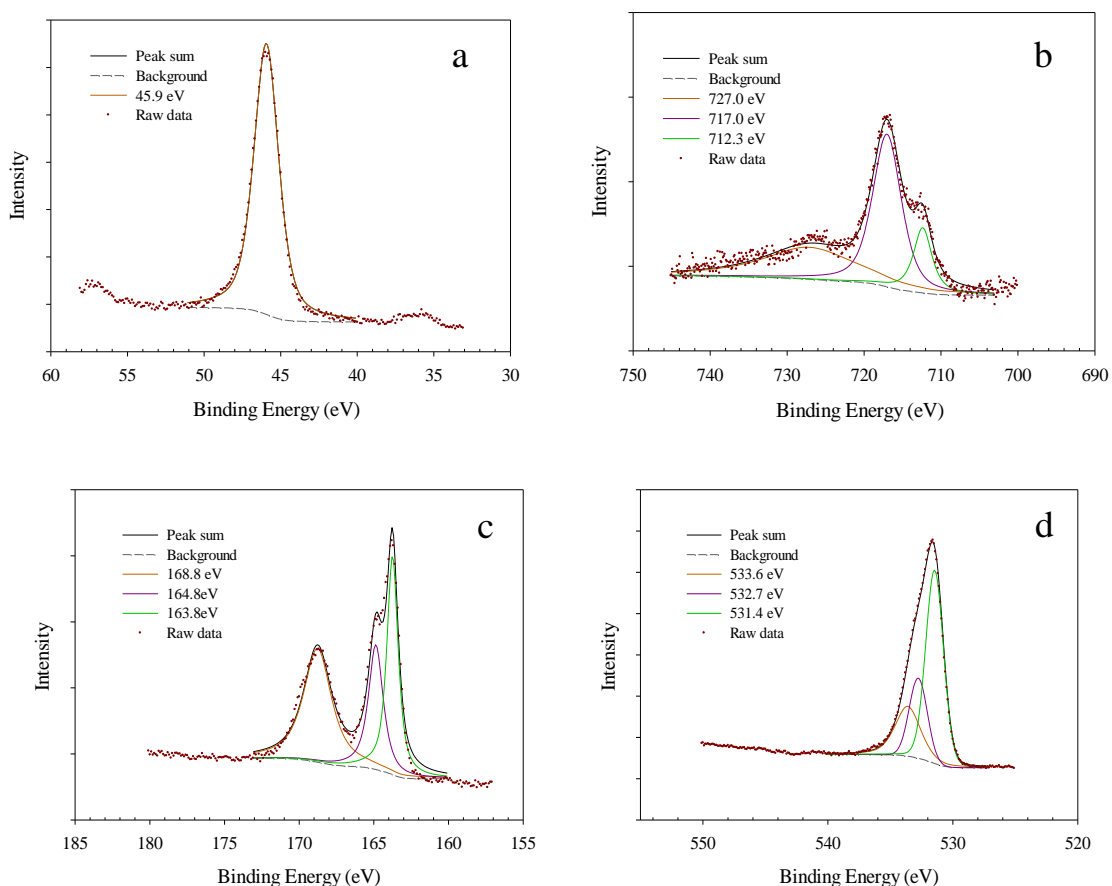 a
Peak sum
Background
45.9 eV
Raw data
Intensity
60 55 50 45 40 35 30
Binding Energy (eV)
b
Peak sum
Background
727.0 eV
717.0 eV
712.3 eV
Raw data
Intensity
750 740 730 720 710 700 690
Binding Energy (eV)
c
Peak sum
Background
168.8 eV
164.8eV
163.8eV
Raw data
Intensity
185 180 175 170 165 160 155
Binding Energy (eV)
d
Peak sum
Background
533.6 eV
532.7 eV
531.4 eV
Raw data
Intensity
550 540 530 520
Binding Energy (eV)